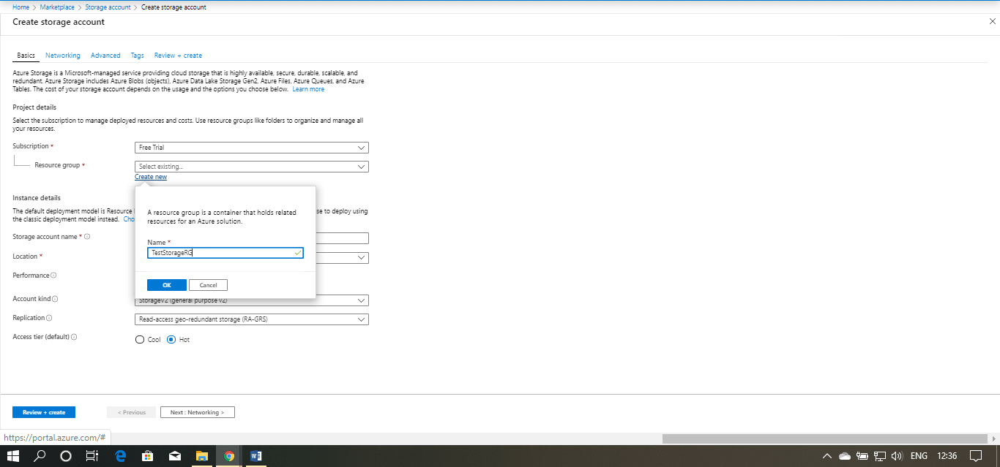 Home > Marketplace > Storage account > Create storage account
Create storage account
Basics Networking Advanced Tags Review + create
Azure Storage is a Microsoft-managed service providing cloud storage that is highly available, secure, durable, scalable, and
redundant. Azure Storage includes Azure Blobs (objects), Azure Data Lake Storage Gen2, Azure Files, Azure Queues, and Azure
Tables. The cost of your storage account depends on the usage and the options you choose below. Learn more
Project details
Select the subscription to manage deployed resources and costs. Use resource groups like folders to organize and manage all
your resources.
Subscription *
Free Trial
Resource group *
Select existing...
Create new
A resource group is a container that holds related
resources for an Azure solution.
Name *
TestStorageRG
OK Cancel
Instance details
The default deployment model is Resource
se to deploy using
the classic deployment model instead. Cho
Storage account name *
Location *
Performance
Account kind
StorageV2 (general purpose v2)
Replication
Read-access geo-redundant storage (RA-GRS)
Access tier (default)
Cool Hot
Review + create < Previous Next : Networking >
https://portal.azure.com/#
ENG 12:36